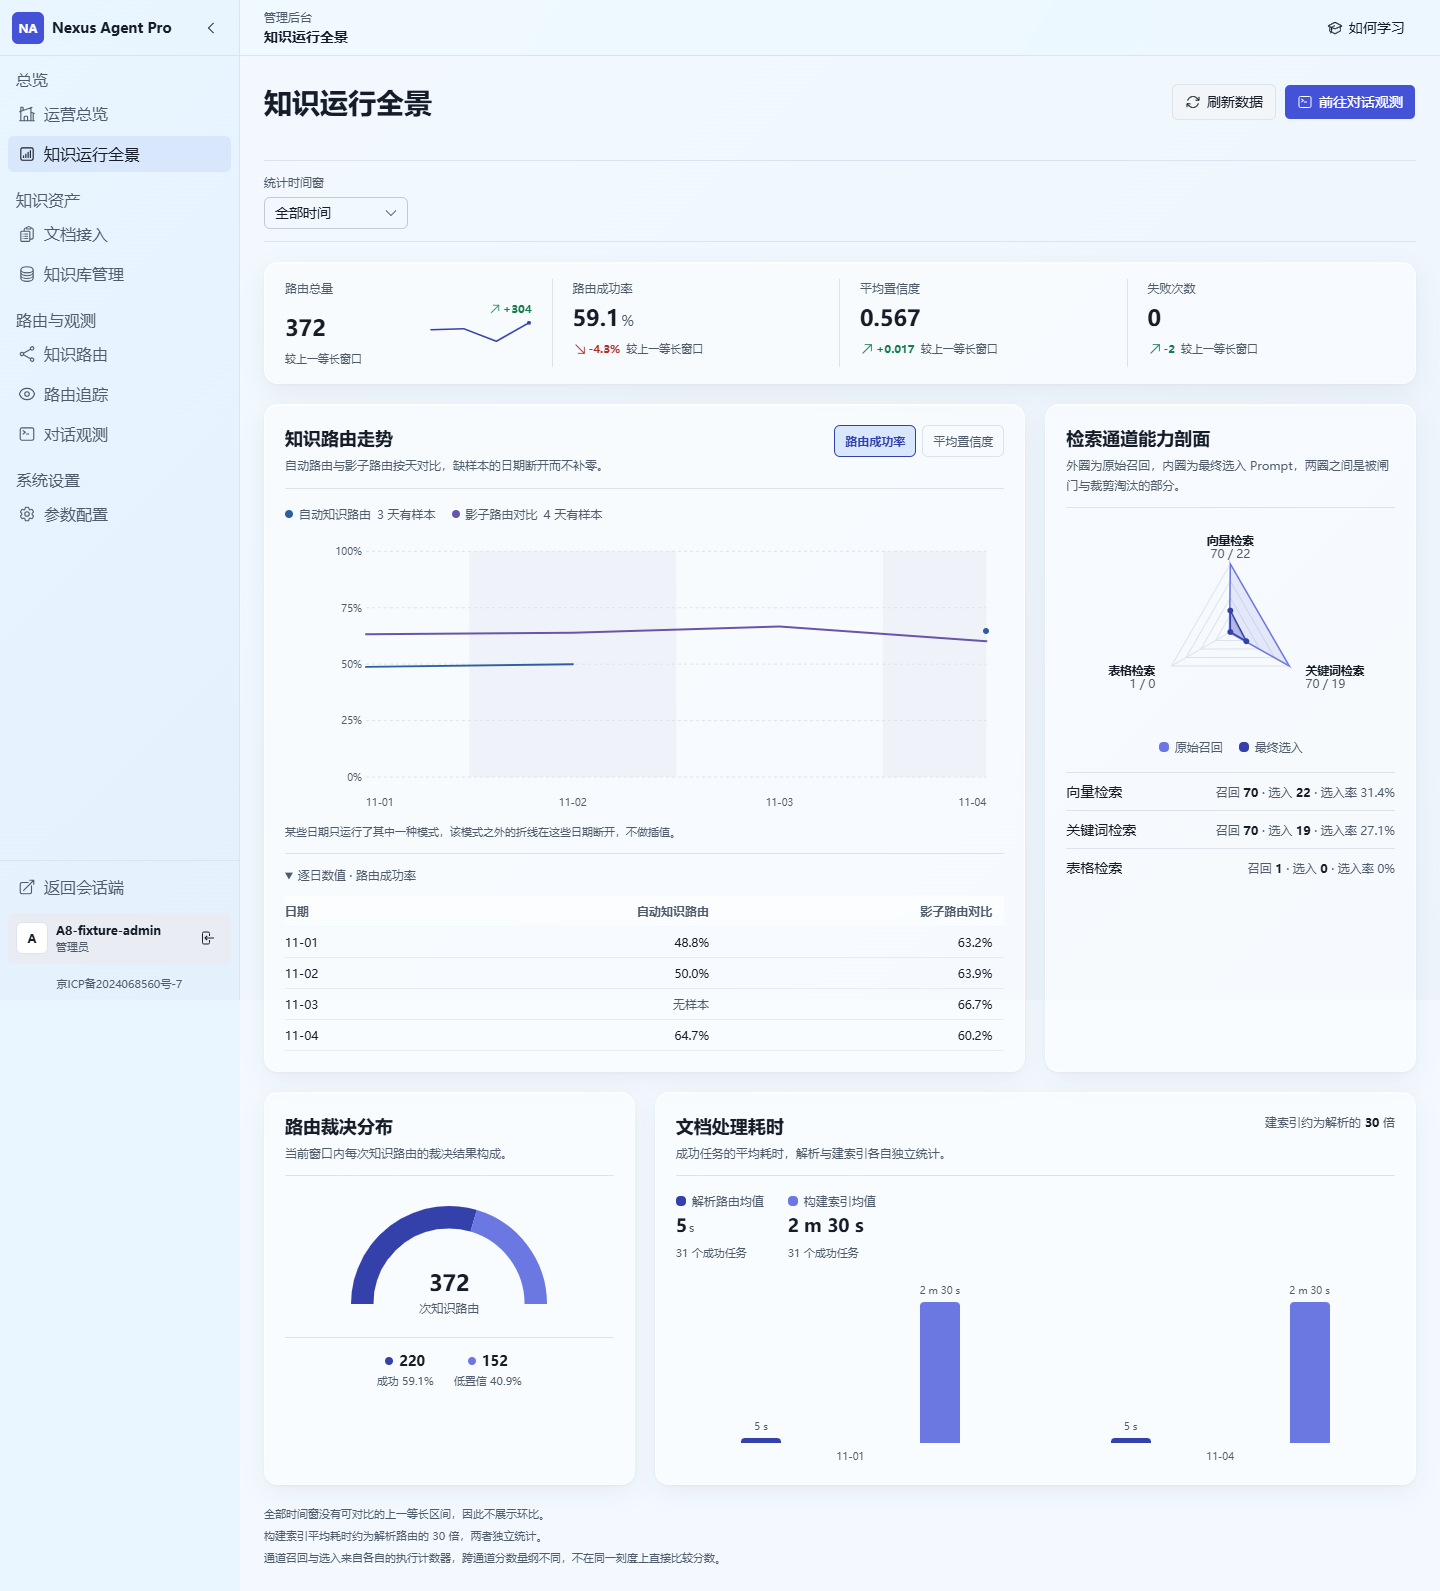 NA Nexus Agent Pro
总览
运营总览
知识运行全景
知识资产
文档接入
知识库管理
路由与观测
知识路由
路由追踪
对话观测
系统设置
参数配置
返回会话端
A
A8-fixture-admin
管理员
京ICP备2024068560号-7
管理后台
知识运行全景
如何学习
知识运行全景
刷新数据
前往对话观测
统计时间窗
全部时间
路由总量
+304
372
较上一等长窗口
路由成功率
59.1 %
-4.3% 较上一等长窗口
平均置信度
0.567
+0.017 较上一等长窗口
失败次数
0
-2 较上一等长窗口
知识路由走势
路由成功率
平均置信度
自动路由与影子路由按天对比，缺样本的日期断开而不补零。
自动知识路由 3 天有样本
影子路由对比 4 天有样本
100%
75%
50%
25%
0%
11-01
11-02
11-03
11-04
某些日期只运行了其中一种模式，该模式之外的折线在这些日期断开，不做插值。
▼ 逐日数值 · 路由成功率
日期 自动知识路由 影子路由对比
11-01 48.8% 63.2%
11-02 50.0% 63.9%
11-03 无样本 66.7%
11-04 64.7% 60.2%
检索通道能力剖面
外圈为原始召回，内圈为最终选入 Prompt，两圈之间是被闸
门与裁剪淘汰的部分。
向量检索
70 / 22
表格检索
1 / 0
关键词检索
70 / 19
原始召回
最终选入
向量检索 召回 70 · 选入 22 · 选入率 31.4%
关键词检索 召回 70 · 选入 19 · 选入率 27.1%
表格检索 召回 1 · 选入 0 · 选入率 0%
路由裁决分布
当前窗口内每次知识路由的裁决结果构成。
372
次知识路由
220
成功 59.1%
152
低置信 40.9%
文档处理耗时
建索引约为解析的 30 倍
成功任务的平均耗时，解析与建索引各自独立统计。
解析路由均值
5 s
31 个成功任务
构建索引均值
2 m 30 s
31 个成功任务
5 s
2 m 30 s
11-01
5 s
2 m 30 s
11-04
全部时间窗没有可对比的上一等长区间，因此不展示环比。
构建索引平均耗时约为解析路由的 30 倍，两者独立统计。
通道召回与选入来自各自的执行计数器，跨通道分数量纲不同，不在同一刻度上直接比较分数。